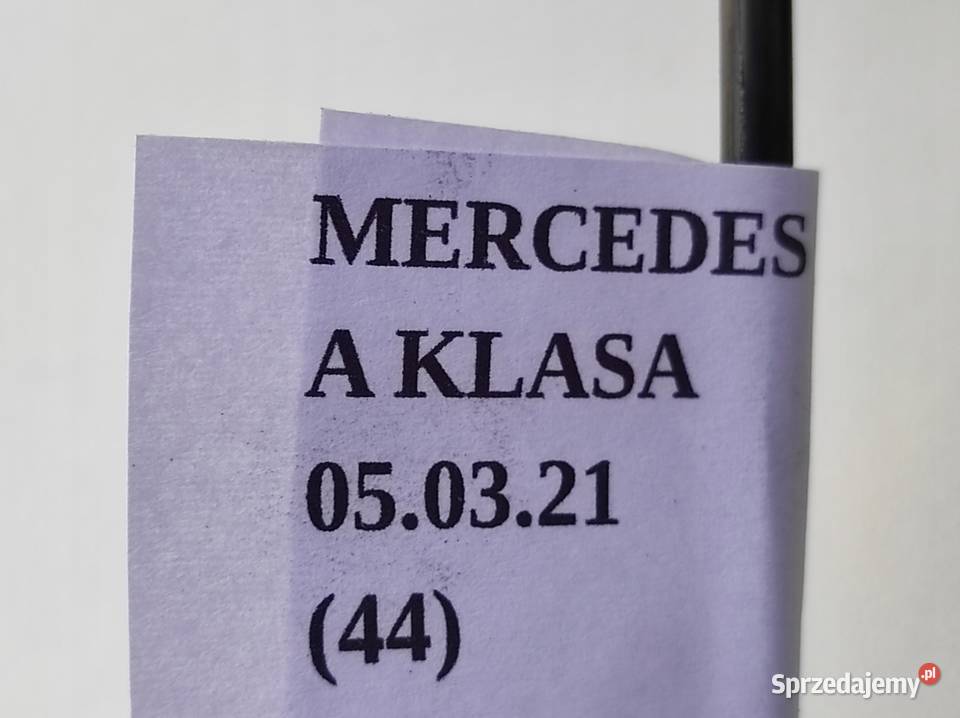 MERCEDES
A KLASA
05.03.21
(44)
Sprzedajemy.pl